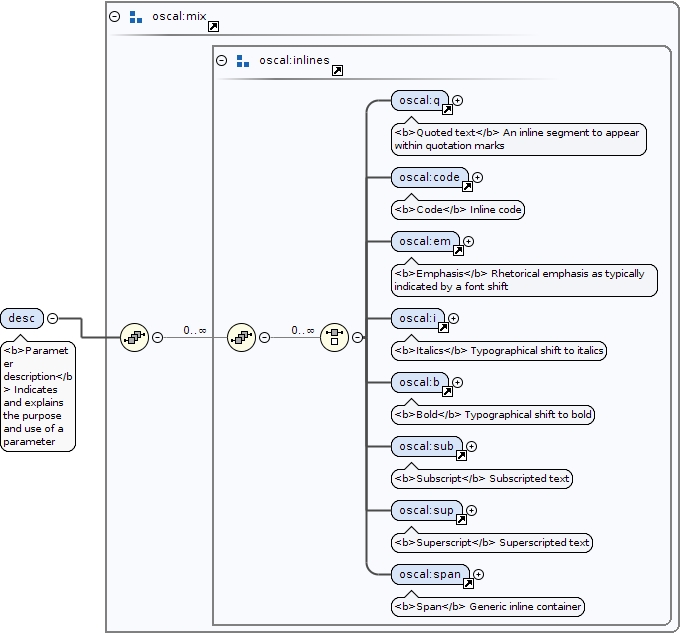 oscal:mix
oscal:inlines
oscal:q
<b>Quoted text</b> An inline segment to appear
within quotation marks
oscal:code
<b>Code</b> Inline code
oscal:em
<b>Emphasis</b> Rhetorical emphasis as typically
indicated by a font shift
desc
<b>Paramet
er
description</b
> Indicates
and explains
the purpose
and use of a
parameter
0..∞
0..∞
oscal:i
<b>Italics</b> Typographical shift to italics
oscal:b
<b>Bold</b> Typographical shift to bold
oscal:sub
<b>Subscript</b> Subscripted text
oscal:sup
<b>Superscript</b> Superscripted text
oscal:span
<b>Span</b> Generic inline container